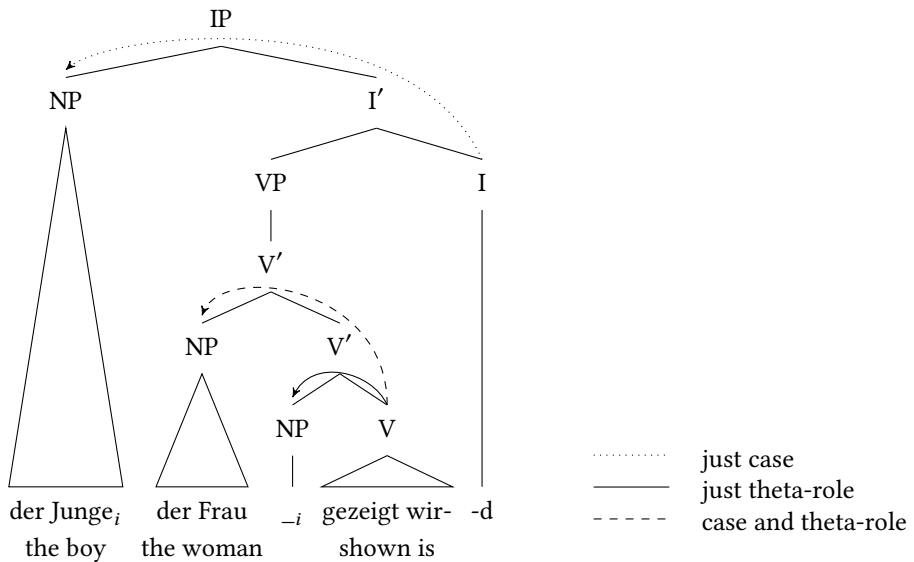 IP
NP I′
VP I
V′
NP V′
NP V
der Jungeᵢ der Frau _ᵢ gezeigt wir- -d
the boy the woman shown is
just case
just theta-role
case and theta-role